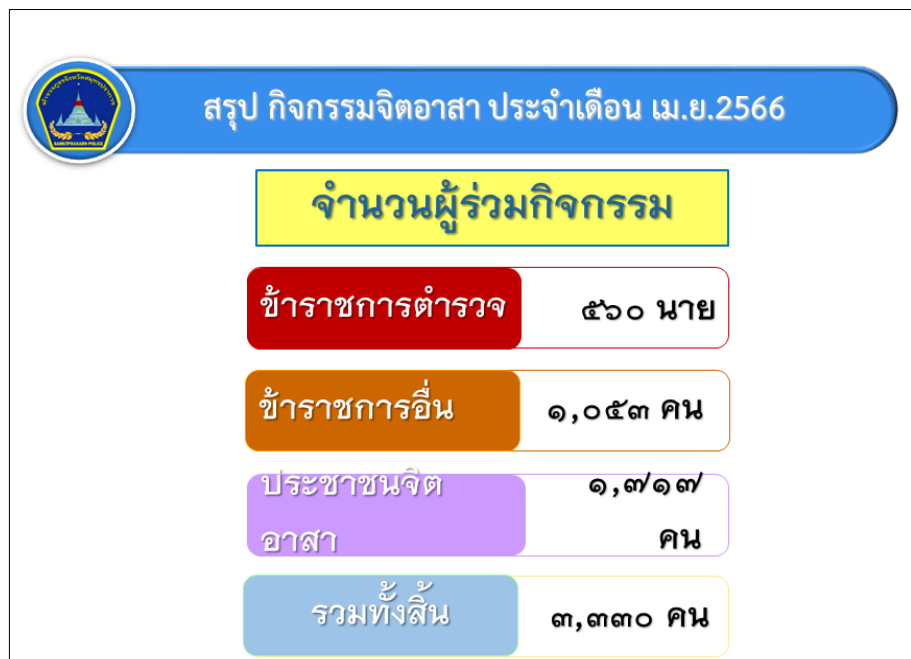 สรุป กิจกรรมจิตอาสา ประจำเดือน เม.ย.2566
SAMUTPRAKARN POLICE
จำนวนผู้ร่วมกิจกรรม
ข้าราชการตำรวจ ๕๖๐ นาย
ข้าราชการอื่น ๑,๐๕๓ คน
ประชาชนจิต ๑,๗๑๗
อาสา คน
รวมทั้งสิ้น ๓,๓๓๐ คน